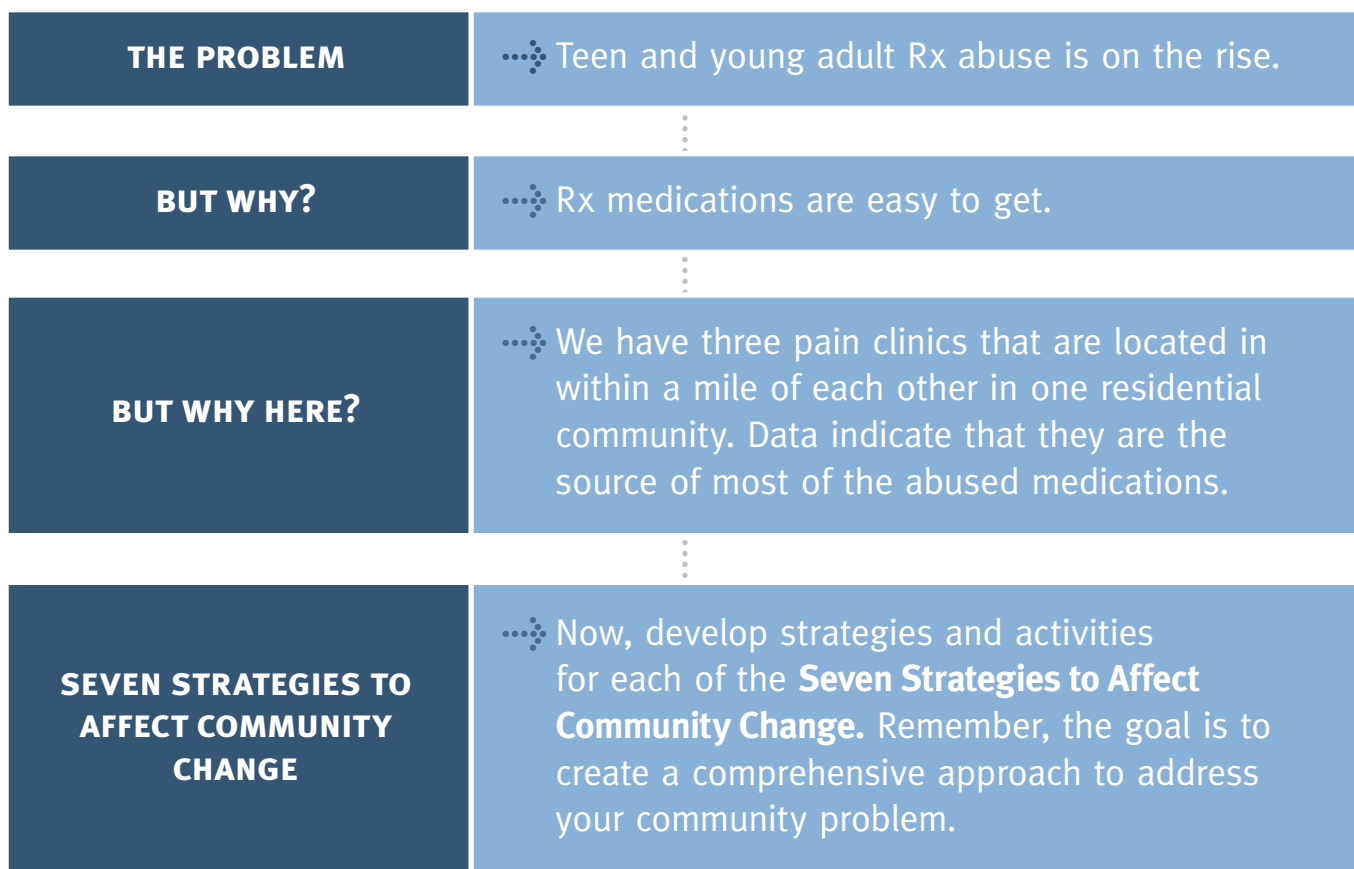 THE PROBLEM
Teen and young adult Rx abuse is on the rise.
BUT WHY?
Rx medications are easy to get.
BUT WHY HERE?
We have three pain clinics that are located in
within a mile of each other in one residential
community. Data indicate that they are the
source of most of the abused medications.
SEVEN STRATEGIES TO
AFFECT COMMUNITY
CHANGE
Now, develop strategies and activities
for each of the Seven Strategies to Affect
Community Change. Remember, the goal is to
create a comprehensive approach to address
your community problem.